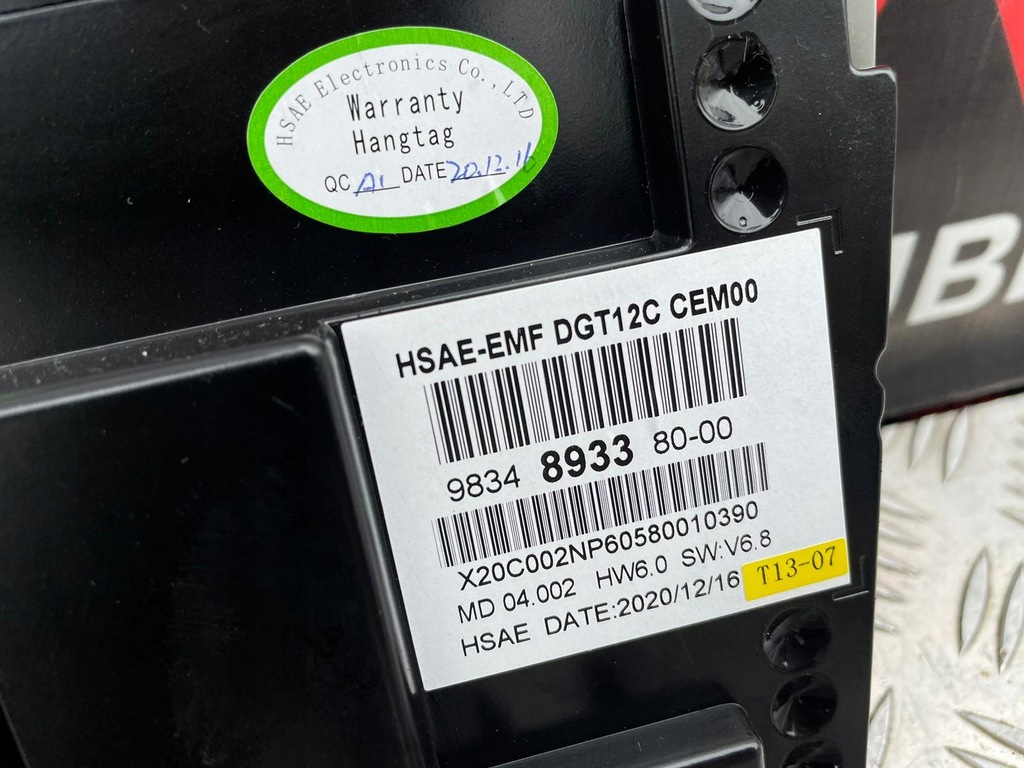 HSAE Electronics Co.,LTD
Warranty
Hangtag
QC A1 DATE 20.12.16
HSAE-EMF DGT12C CEM00
9834 8933 80-00
X20C002NP60580010390
MD 04.002 HW6.0 SW:V6.8
HSAE DATE:2020/12/16
T13-07